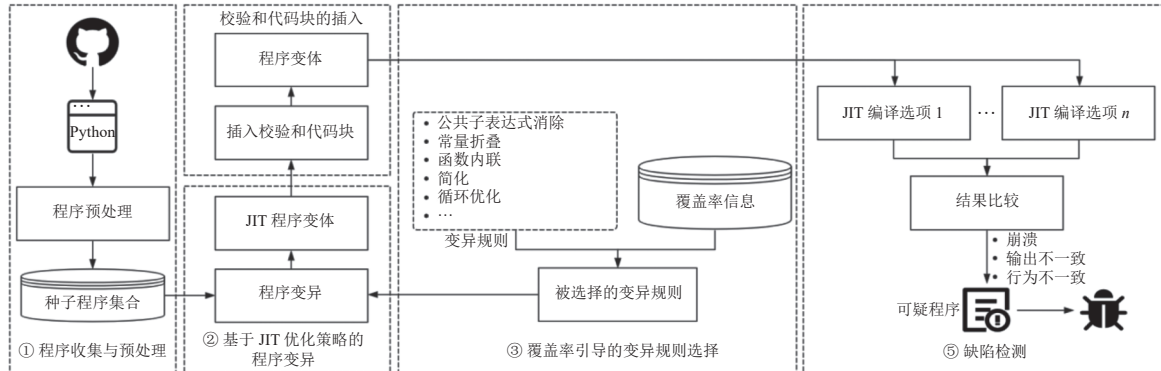 Python
程序预处理
种子程序集合
① 程序收集与预处理
校验和代码块的插入
程序变体
插入校验和代码块
JIT 程序变体
程序变异
② 基于 JIT 优化策略的
程序变异
• 公共子表达式消除
• 常量折叠
• 函数内联
• 简化
• 循环优化
• …
变异规则
覆盖率信息
被选择的变异规则
③ 覆盖率引导的变异规则选择
JIT 编译选项 1
…
JIT 编译选项 n
结果比较
• 崩溃
• 输出不一致
• 行为不一致
可疑程序
⑤ 缺陷检测